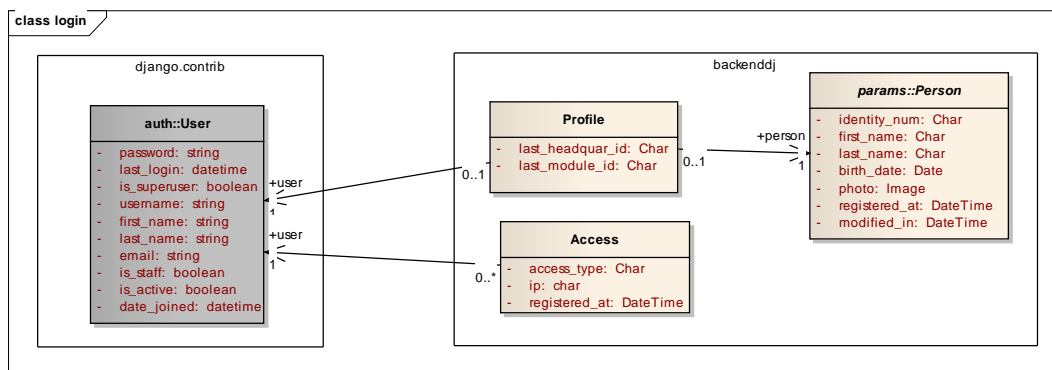 class login
django.contrib
auth::User
- password: string
- last_login: datetime
- is_superuser: boolean
- username: string
- first_name: string
- last_name: string
- email: string
- is_staff: boolean
- is_active: boolean
- date_joined: datetime
+user
1
+user
1
backenddj
Profile
- last_headquar_id: Char
- last_module_id: Char
0..1
0..1
Access
- access_type: Char
- ip: char
- registered_at: DateTime
0..*
+person
1
params::Person
- identity_num: Char
- first_name: Char
- last_name: Char
- birth_date: Date
- photo: Image
- registered_at: DateTime
- modified_in: DateTime